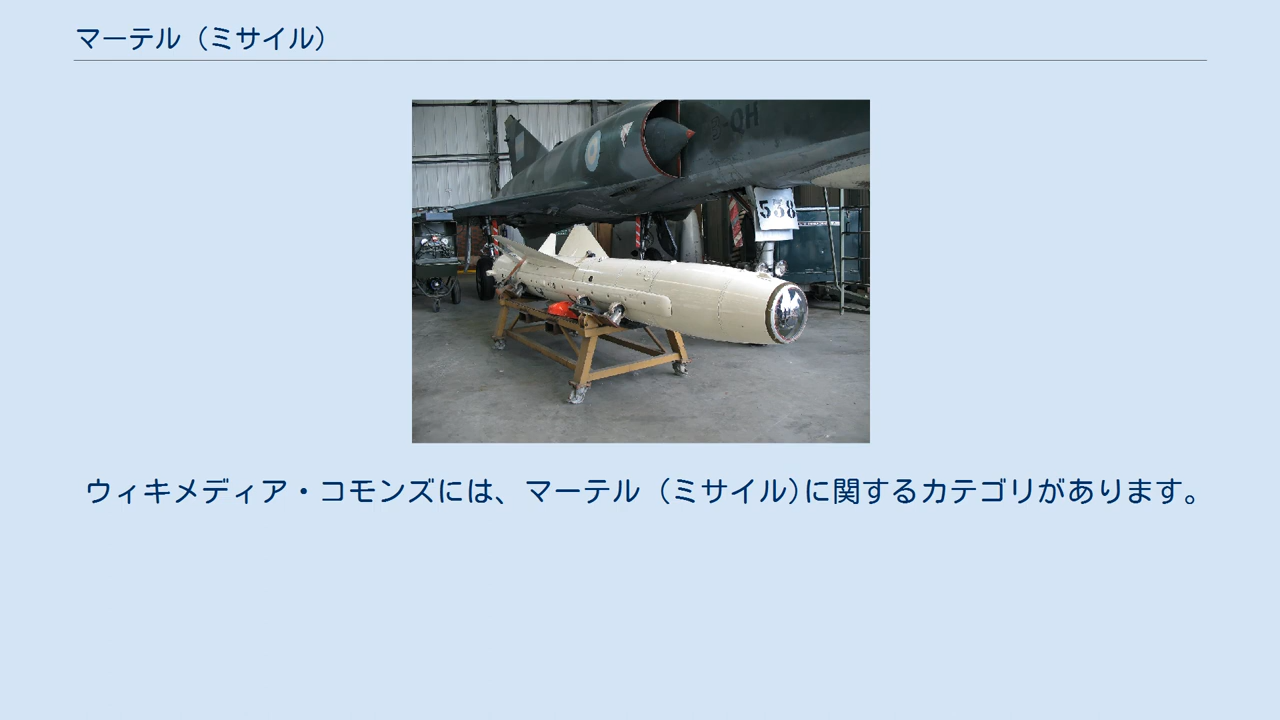 マーテル（ミサイル）
QH
538
ウィキメディア・コモンズには、マーテル（ミサイル）に関するカテゴリがあります。